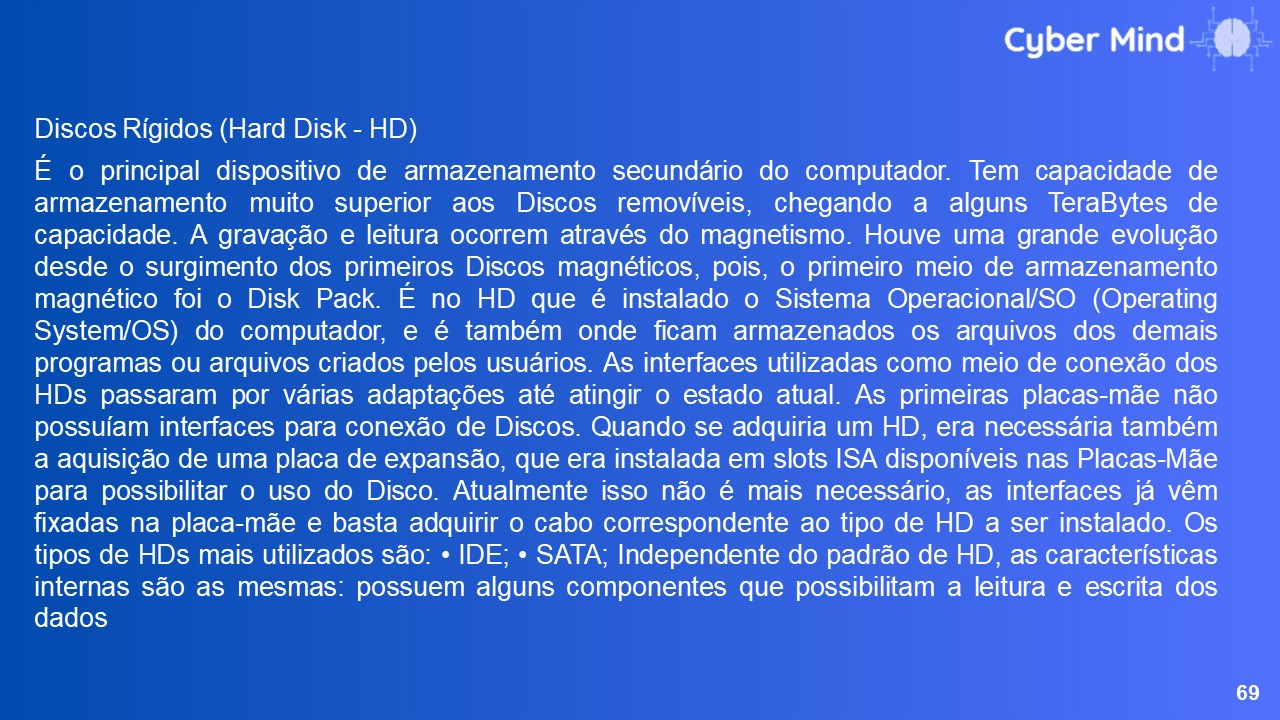 Cyber Mind
Discos Rígidos (Hard Disk - HD)
É o principal dispositivo de armazenamento secundário do computador. Tem capacidade de
armazenamento muito superior aos Discos removíveis, chegando a alguns TeraBytes de
capacidade. A gravação e leitura ocorrem através do magnetismo. Houve uma grande evolução
desde o surgimento dos primeiros Discos magnéticos, pois, o primeiro meio de armazenamento
magnético foi o Disk Pack. É no HD que é instalado o Sistema Operacional/SO (Operating
System/OS) do computador, e é também onde ficam armazenados os arquivos dos demais
programas ou arquivos criados pelos usuários. As interfaces utilizadas como meio de conexão dos
HDs passaram por várias adaptações até atingir o estado atual. As primeiras placas-mãe não
possuíam interfaces para conexão de Discos. Quando se adquiria um HD, era necessária também
a aquisição de uma placa de expansão, que era instalada em slots ISA disponíveis nas Placas-Mãe
para possibilitar o uso do Disco. Atualmente isso não é mais necessário, as interfaces já vêm
fixadas na placa-mãe e basta adquirir o cabo correspondente ao tipo de HD a ser instalado. Os
tipos de HDs mais utilizados são: • IDE; • SATA; Independente do padrão de HD, as características
internas são as mesmas: possuem alguns componentes que possibilitam a leitura e escrita dos
dados
69